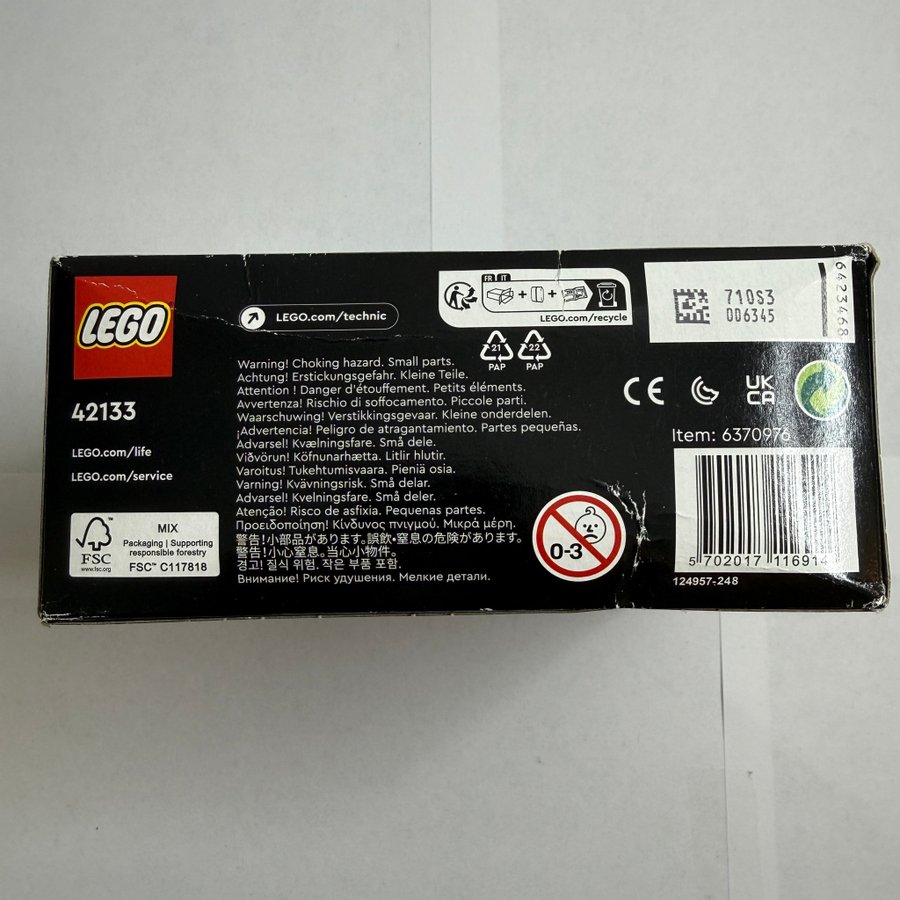 LEGO
42133
LEGO.com/life
LEGO.com/service
FSC
www.fsc.org
MIX
Packaging | Supporting
responsible forestry
FSC™ C117818
LEGO.com/technic
Warning! Choking hazard. Small parts.
Achtung! Erstickungsgefahr. Kleine Teile.
Attention ! Danger d'étouffement. Petits éléments.
Avvertenza! Rischio di soffocamento. Piccole parti.
Waarschuwing! Verstikkingsgevaar. Kleine onderdelen.
¡Advertencia! Peligro de atragantamiento. Partes pequeñas.
Advarsel! Kvælningsfare. Små dele.
Viðvörun! Köfnunarhætta. Litlir hlutir.
Varoitus! Tukehtumisvaara. Pieniä osia.
Varning! Kvävningsrisk. Små delar.
Advarsel! Kvelningsfare. Små deler.
Atenção! Risco de asfixia. Pequenas partes.
Προειδοποίηση! Κίνδυνος πνιγμού. Μικρά μέρη.
警告!小部品があります。誤飲•窒息の危険があります。
警告!小心窒息。当心小物件。
경고! 질식 위험. 작은 부품 포함.
Внимание! Риск удушения. Мелкие детали.
FR IT
LEGO.com/recycle
21
PAP
22
PAP
0-3
710S3
006345
6423468
CE
UK
CA
Item: 6370976
5 702017 116914
124957-248